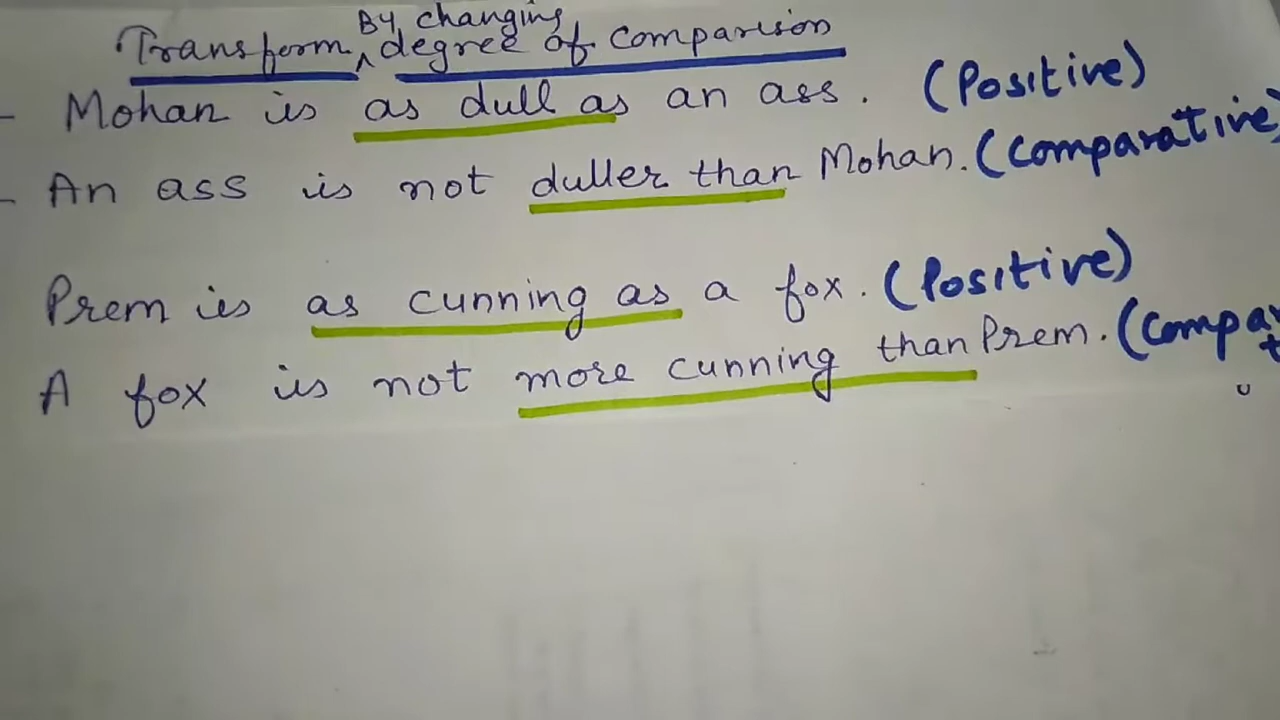 Transform By changing degree of comparison
- Mohan is as dull as an ass. (Positive)
- An ass is not duller than Mohan. (Comparative)
Prem is as cunning as a fox. (Positive)
A fox is not more cunning than Prem. (Compa